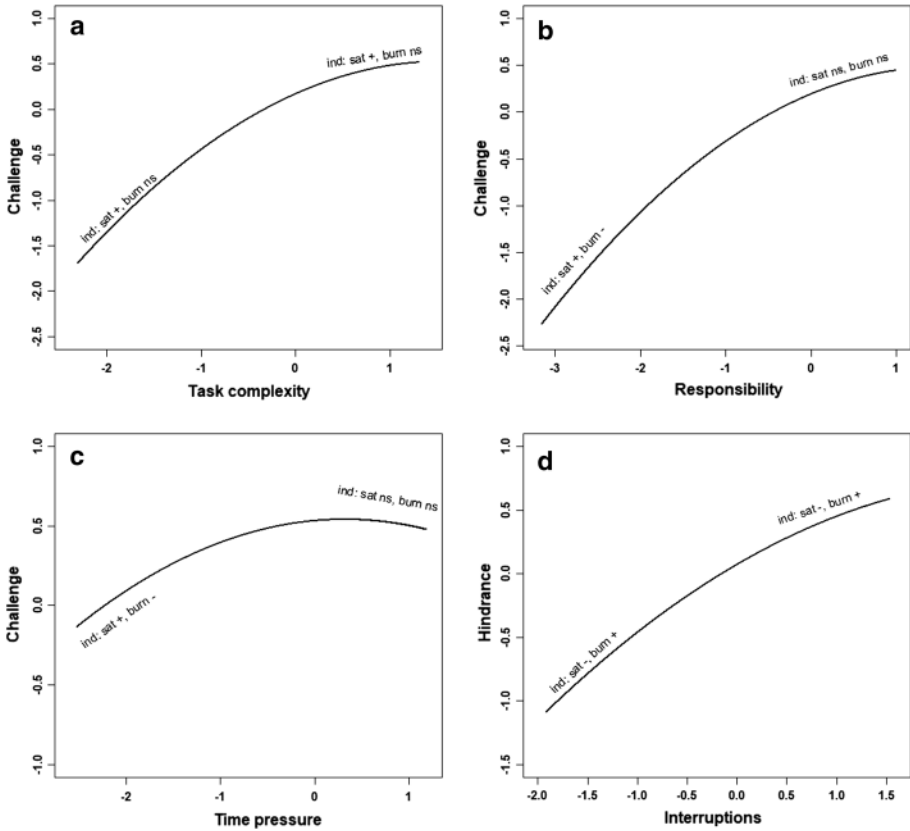 a
1.0
0.5
0.0
-0.5
-1.0
-1.5
-2.0
-2.5
Challenge
ind: sat +, burn ns
ind: sat +, burn ns
-2
-1
0
1
Task complexity
b
1.0
0.5
0.0
-0.5
-1.0
-1.5
-2.0
-2.5
Challenge
ind: sat ns, burn ns
ind: sat +, burn -
-3
-2
-1
0
1
Responsibility
c
1.0
0.5
0.0
-0.5
-1.0
Challenge
ind: sat ns, burn ns
ind: sat +, burn -
-2
-1
0
1
Time pressure
d
1.0
0.5
0.0
-0.5
-1.0
-1.5
Hindrance
ind: sat -, burn +
ind: sat -, burn +
-2.0
-1.5
-1.0
-0.5
0.0
0.5
1.0
1.5
Interruptions